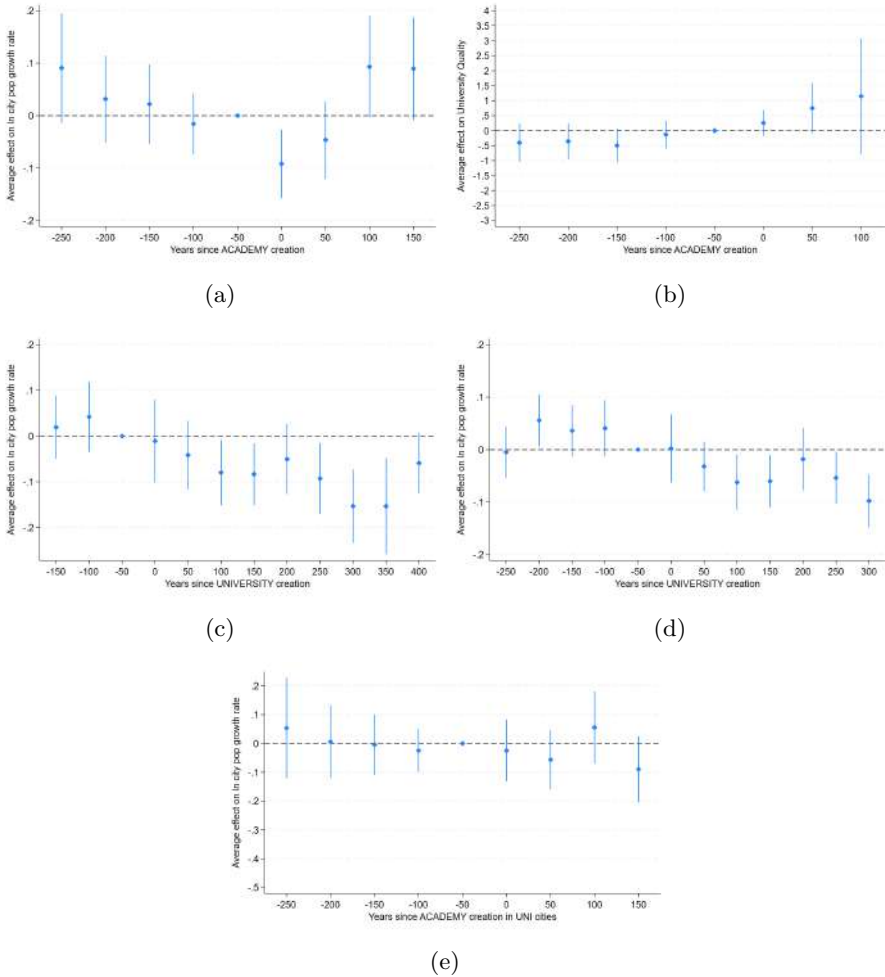 Average effect on ln city pop growth rate
.2
.1
0
-.1
-.2
-250 -200 -150 -100 -50 0 50 100 150
Years since ACADEMY creation
(a)
Average effect on University Quality
4
3.5
3
2.5
2
1.5
1
.5
0
-.5
-1
-1.5
-2
-2.5
-3
-250 -200 -150 -100 -50 0 50 100
Years since ACADEMY creation
(b)
Average effect on ln city pop growth rate
.2
.1
0
-.1
-.2
-150 -100 -50 0 50 100 150 200 250 300 350 400
Years since UNIVERSITY creation
(c)
Average effect on ln city pop growth rate
.2
.1
0
-.1
-.2
-250 -200 -150 -100 -50 0 50 100 150 200 250 300
Years since UNIVERSITY creation
(d)
Average effect on ln city pop growth rate
.2
.1
0
-.1
-.2
-.3
-.4
-.5
-250 -200 -150 -100 -50 0 50 100 150
Years since ACADEMY creation in UNI cities
(e)